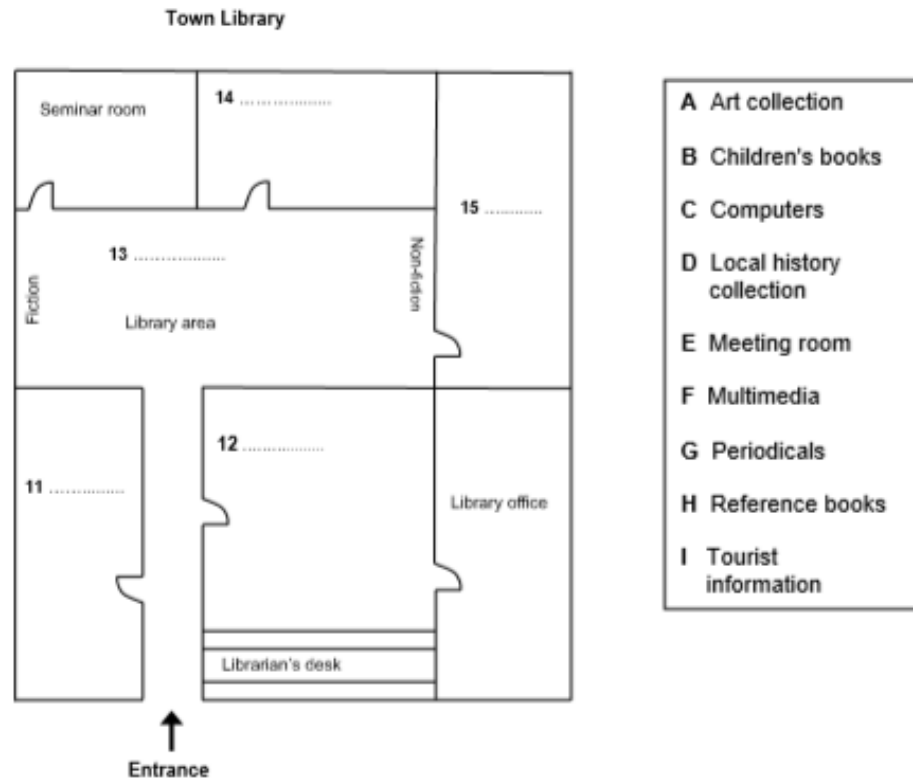 Town Library
Seminar room
14 ...................
15 ............
13 ...................
Fiction
Non-fiction
Library area
12 .................
11 ................
Library office
Librarian's desk
Entrance
A Art collection
B Children's books
C Computers
D Local history
collection
E Meeting room
F Multimedia
G Periodicals
H Reference books
I Tourist
information